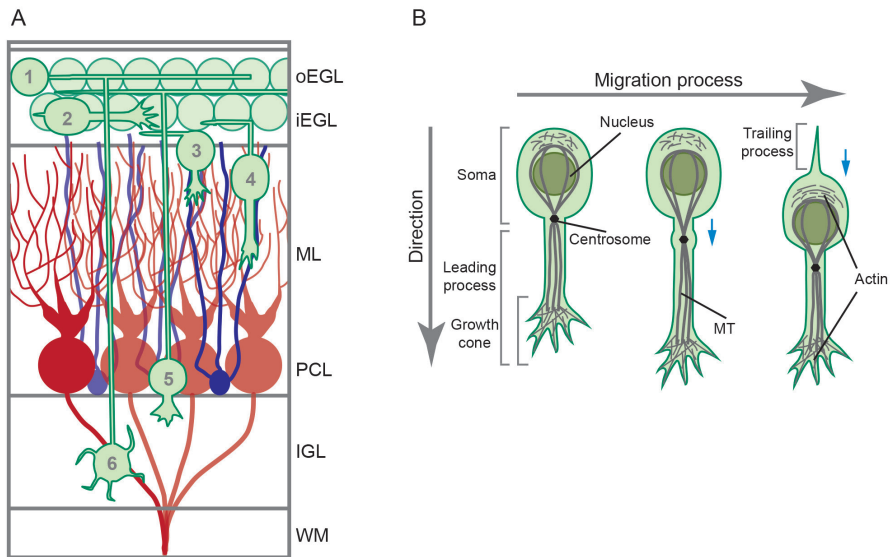 A
1
2
3
4
5
6
oEGL
iEGL
ML
PCL
IGL
WM
B
Migration process
Direction
Soma
Leading
process
Growth
cone
Nucleus
Centrosome
MT
Trailing
process
Actin